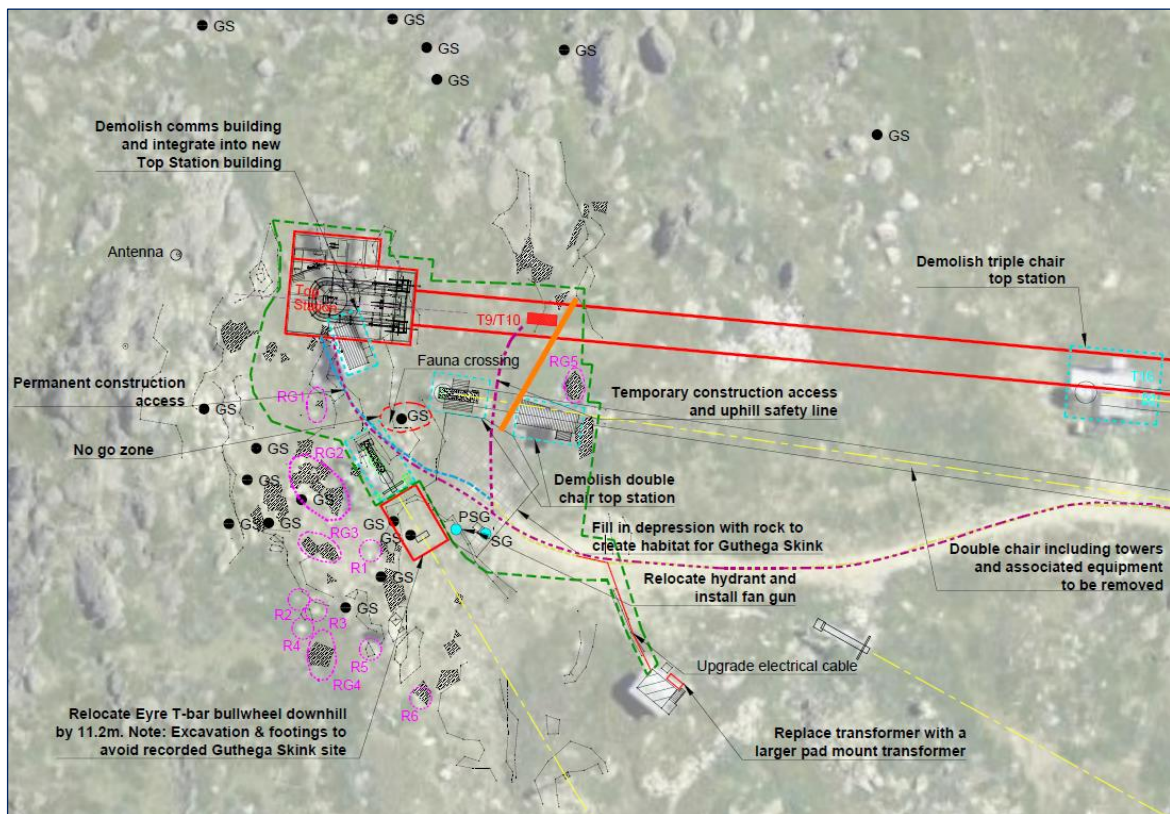 GS
GS
GS
GS
GS
GS
Demolish comms building
and integrate into new
Top Station building
Antenna
Demolish triple chair
top station
Top
Station
T9/T10
Fauna crossing
RG5
Permanent construction
access
RG1
Temporary construction access
and uphill safety line
GS
No go zone
RG2
GS
GS
GS
Demolish double
chair top station
GS
GS
RG3
GS
GS
PSG
SG
Fill in depression with rock to
create habitat for Guthega Skink
R1
Double chair including towers
and associated equipment
to be removed
GS
Relocate hydrant and
install fan gun
R2
R3
GS
R4
R5
RG4
Upgrade electrical cable
R6
Relocate Eyre T-bar bullwheel downhill
by 11.2m. Note: Excavation & footings to
avoid recorded Guthega Skink site
Replace transformer with a
larger pad mount transformer